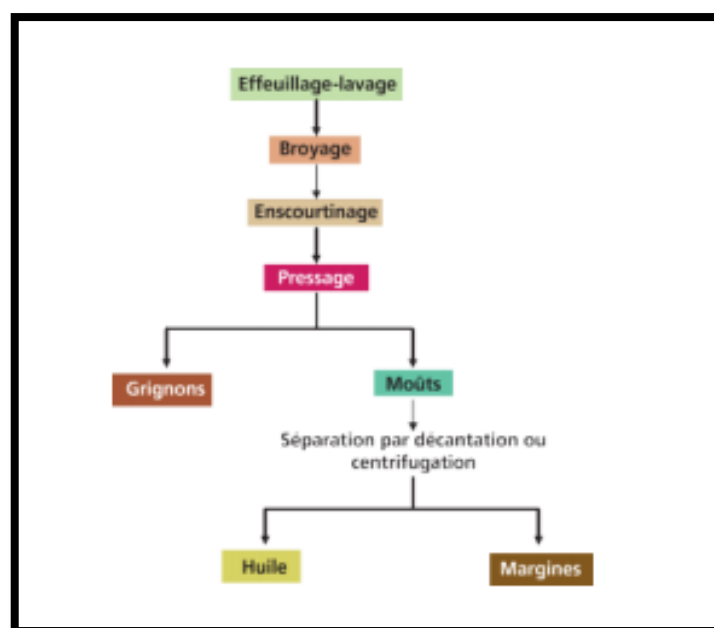 Effeuillage-lavage
Broyage
Enscourtinage
Pressage
Grignons
Moûts
Séparation par décantation ou
centrifugation
Huile
Margines